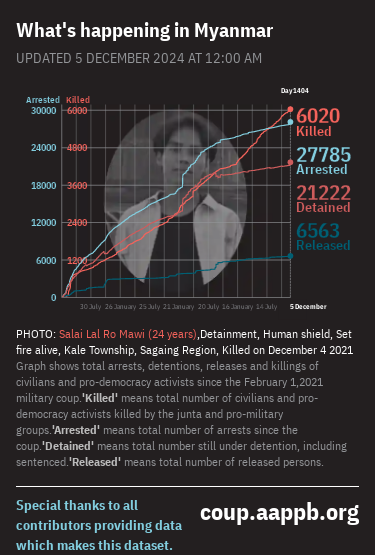 What's happening in Myanmar
UPDATED 5 DECEMBER 2024 AT 12:00 AM
Day1404
Arrested Killed
30000 6600
24000 4800
18000 3600
12000 2400
6000 1200
0
6020
Killed
27785
Arrested
21222
Detained
6563
Released
30 July 26 January 25 July 21 January 20 July 16 January 14 July 5 December
PHOTO: Salai Lal Ro Mawi (24 years),Detainment, Human shield, Set
fire alive, Kale Township, Sagaing Region, Killed on December 4 2021
Graph shows total arrests, detentions, releases and killings of
civilians and pro-democracy activists since the February 1,2021
military coup.'Killed' means total number of civilians and pro-
democracy activists killed by the junta and pro-military
groups.'Arrested' means total number of arrests since the
coup.'Detained' means total number still under detention, including
sentenced.'Released' means total number of released persons.
Special thanks to all
contributors providing data
which makes this dataset.
coup.aappb.org